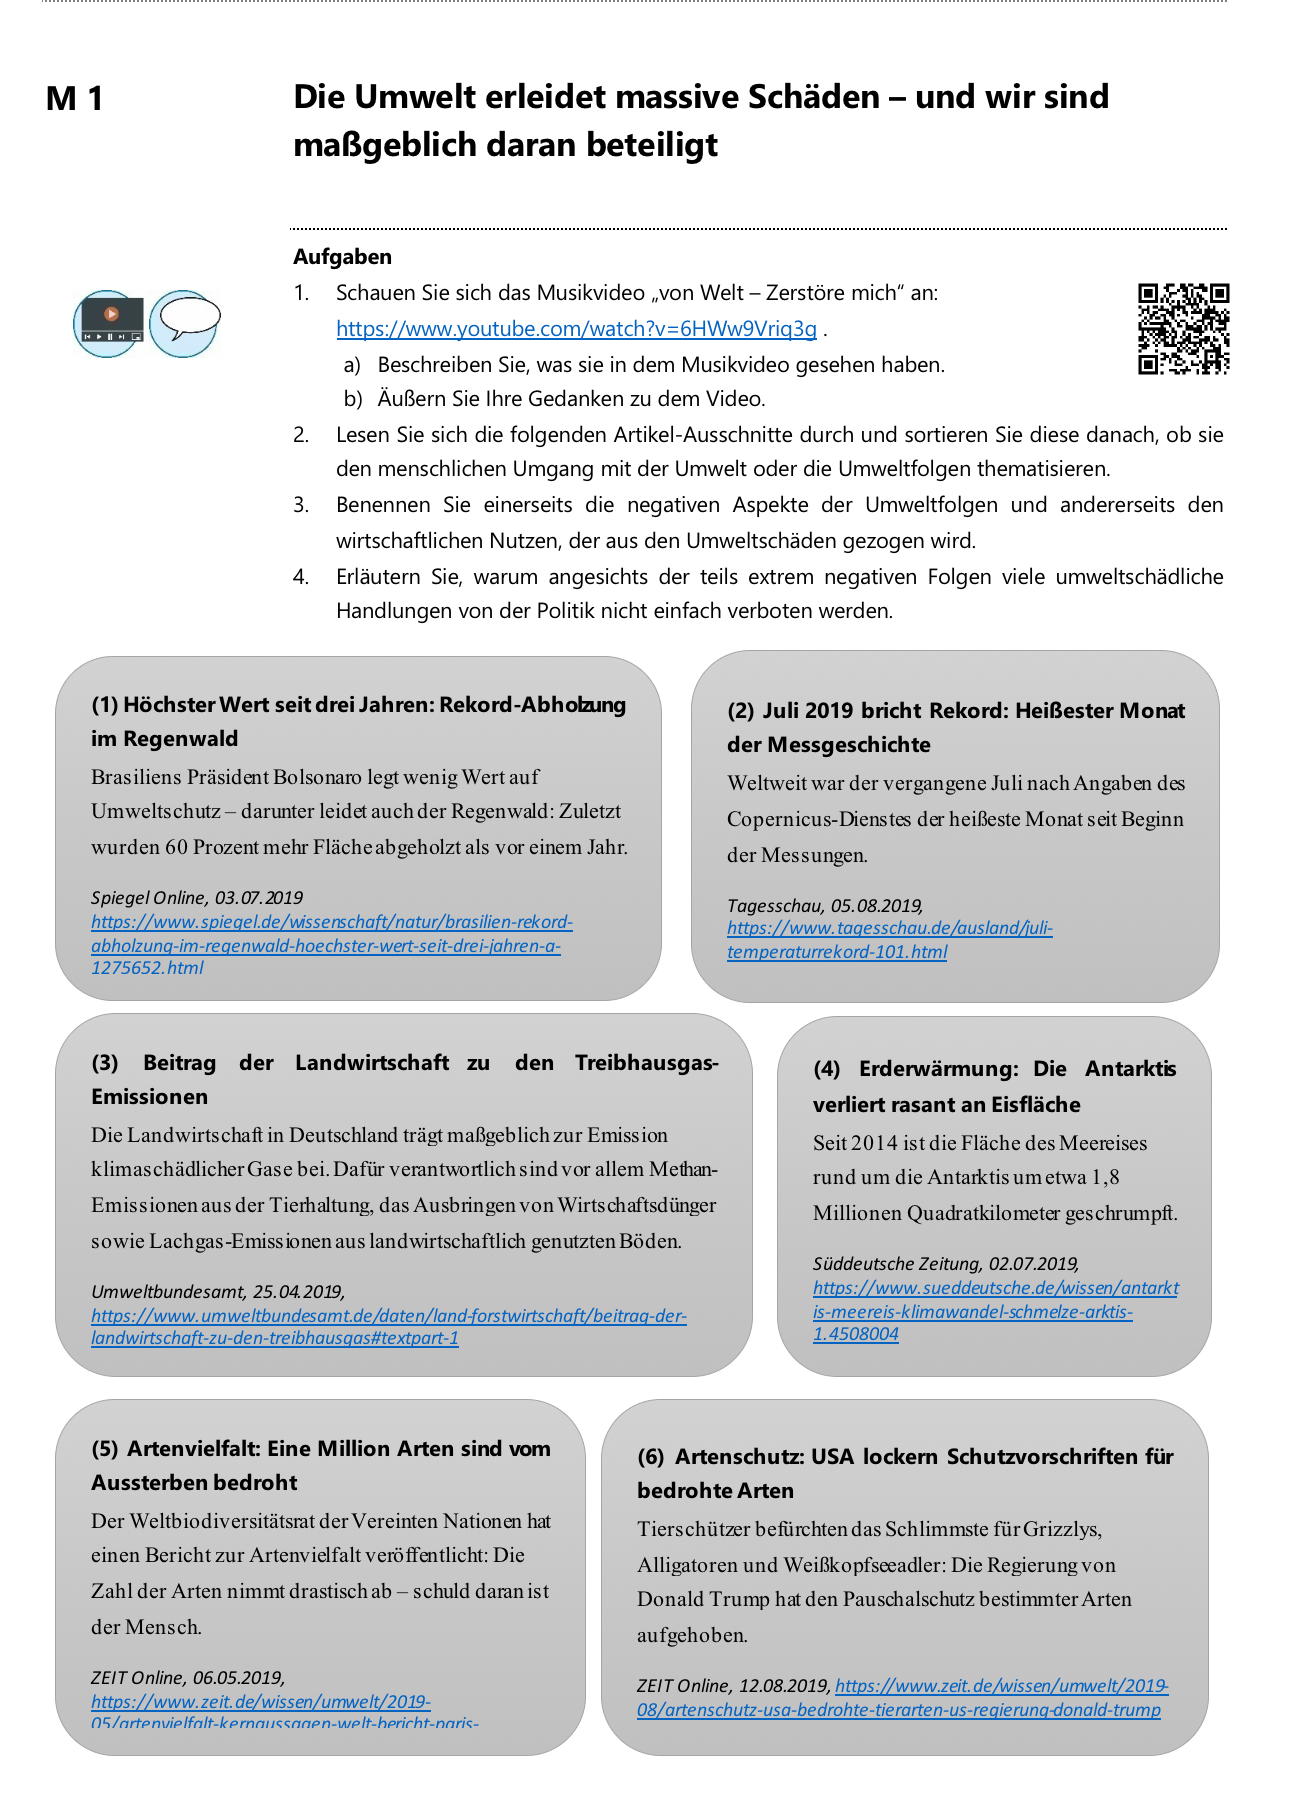 M 1
Die Umwelt erleidet massive Schäden – und wir sind
maßgeblich daran beteiligt
Aufgaben
1. Schauen Sie sich das Musikvideo „von Welt – Zerstöre mich“ an:
https://www.youtube.com/watch?v=6HWw9Vriq3g .
a) Beschreiben Sie, was sie in dem Musikvideo gesehen haben.
b) Äußern Sie Ihre Gedanken zu dem Video.
2. Lesen Sie sich die folgenden Artikel-Ausschnitte durch und sortieren Sie diese danach, ob sie
den menschlichen Umgang mit der Umwelt oder die Umweltfolgen thematisieren.
3. Benennen Sie einerseits die negativen Aspekte der Umweltfolgen und andererseits den
wirtschaftlichen Nutzen, der aus den Umweltschäden gezogen wird.
4. Erläutern Sie, warum angesichts der teils extrem negativen Folgen viele umweltschädliche
Handlungen von der Politik nicht einfach verboten werden.
(1) Höchster Wert seit drei Jahren: Rekord-Abholzung
im Regenwald
Brasiliens Präsident Bolsonaro legt wenig Wert auf
Umweltschutz – darunter leidet auch der Regenwald: Zuletzt
wurden 60 Prozent mehr Fläche abgeholzt als vor einem Jahr.
Spiegel Online, 03.07.2019
https://www.spiegel.de/wissenschaft/natur/brasilien-rekord-
abholzung-im-regenwald-hoechster-wert-seit-drei-jahren-a-
1275652.html
(2) Juli 2019 bricht Rekord: Heißester Monat
der Messgeschichte
Weltweit war der vergangene Juli nach Angaben des
Copernicus-Dienstes der heißeste Monat seit Beginn
der Messungen.
Tagesschau, 05.08.2019,
https://www.tagesschau.de/ausland/juli-
temperaturrekord-101.html
(3) Beitrag der Landwirtschaft zu den Treibhausgas-
Emissionen
Die Landwirtschaft in Deutschland trägt maßgeblich zur Emission
klimaschädlicher Gase bei. Dafür verantwortlich sind vor allem Methan-
Emissionen aus der Tierhaltung, das Ausbringen von Wirtschaftsdünger
sowie Lachgas-Emissionen aus landwirtschaftlich genutzten Böden.
Umweltbundesamt, 25.04.2019,
https://www.umweltbundesamt.de/daten/land-forstwirtschaft/beitrag-der-
landwirtschaft-zu-den-treibhausgas#textpart-1
(4) Erderwärmung: Die Antarktis
verliert rasant an Eisfläche
Seit 2014 ist die Fläche des Meereises
rund um die Antarktis um etwa 1,8
Millionen Quadratkilometer geschrumpft.
Süddeutsche Zeitung, 02.07.2019,
https://www.sueddeutsche.de/wissen/antarkt
is-meereis-klimawandel-schmelze-arktis-
1.4508004
(5) Artenvielfalt: Eine Million Arten sind vom
Aussterben bedroht
Der Weltbiodiversitätsrat der Vereinten Nationen hat
einen Bericht zur Artenvielfalt veröffentlicht: Die
Zahl der Arten nimmt drastisch ab – schuld daran ist
der Mensch.
ZEIT Online, 06.05.2019,
https://www.zeit.de/wissen/umwelt/2019-
05/artenvielfalt-kernaussagen-welt-bericht-paris-
(6) Artenschutz: USA lockern Schutzvorschriften für
bedrohte Arten
Tierschützer befürchten das Schlimmste für Grizzlys,
Alligatoren und Weißkopfseeadler: Die Regierung von
Donald Trump hat den Pauschalschutz bestimmter Arten
aufgehoben.
ZEIT Online, 12.08.2019, https://www.zeit.de/wissen/umwelt/2019-
08/artenschutz-usa-bedrohte-tierarten-us-regierung-donald-trump